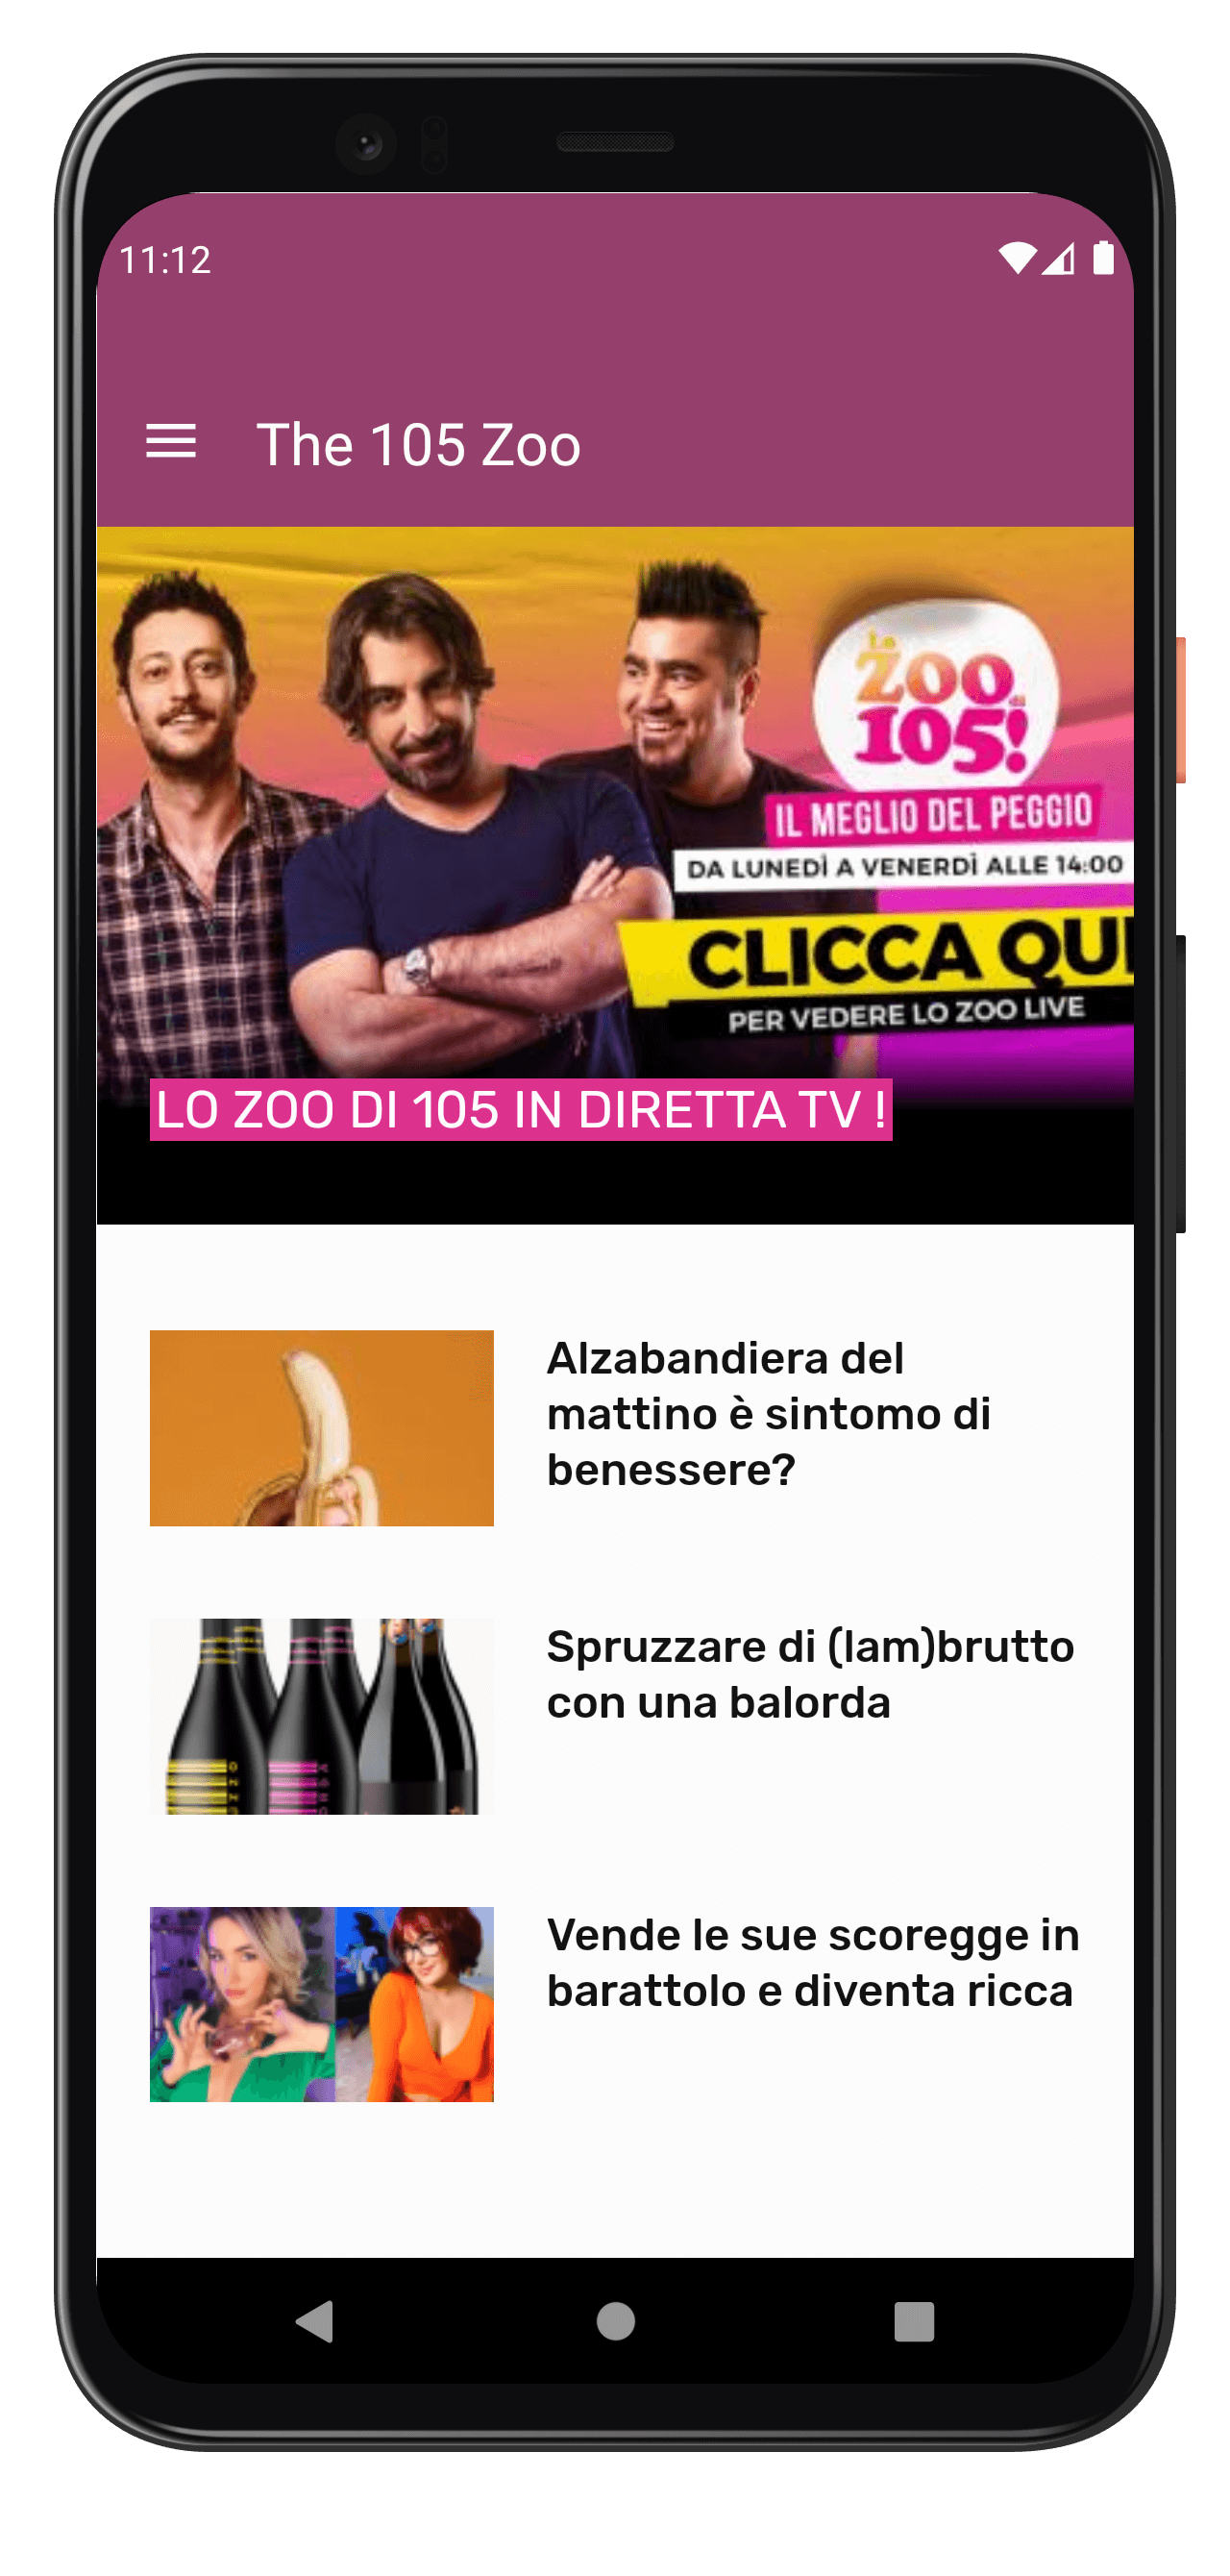 11:12
The 105 Zoo
Lo
ZOO di
105!
IL MEGLIO DEL PEGGIO
DA LUNEDÌ A VENERDÌ ALLE 14:00
CLICCA QUI
PER VEDERE LO ZOO LIVE
LO ZOO DI 105 IN DIRETTA TV !
Alzabandiera del
mattino è sintomo di
benessere?
Spruzzare di (lam)brutto
con una balorda
Vende le sue scoregge in
barattolo e diventa ricca